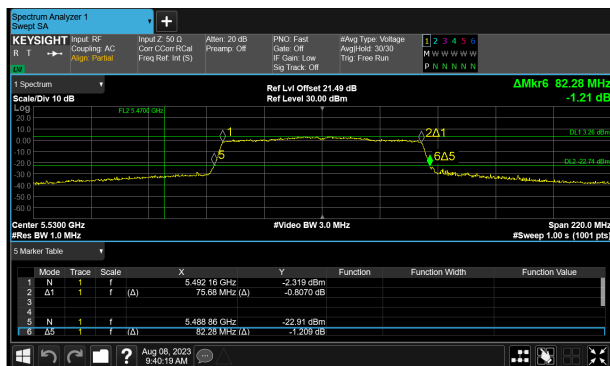 Spectrum Analyzer 1
Swept SA
KEYSIGHT Input: RF Input Z: 50 Ω Atten: 20 dB PNO: Fast #Avg Type: Voltage 1 2 3 4 5 6
R T Coupling: AC Corr CCorr RCal Preamp: Off Gate: Off Avg|Hold: 30/30 M W W W W W
Align: Partial Freq Ref: Int (S) IF Gain: Low Trig: Free Run
Sig Track: Off P N N N N N
1 Spectrum
Ref Lvl Offset 21.49 dB ΔMkr6 82.28 MHz
Scale/Div 10 dB Ref Level 30.00 dBm -1.21 dB
Log FL2 5.4700 GHz
20.0
10.0 1 2Δ1 DL1 3.26 dBm
0.00
-10.0
-20.0 5 6Δ5 DL2 -22.74 dBm
-30.0
-40.0
-50.0
-60.0
Center 5.5300 GHz #Video BW 3.0 MHz Span 220.0 MHz
#Res BW 1.0 MHz #Sweep 1.00 s (1001 pts)
5 Marker Table
Mode Trace Scale X Y Function Function Width Function Value
1 N 1 f 5.492 16 GHz -2.319 dBm
2 Δ1 1 f (Δ) 75.68 MHz (Δ) -0.8070 dB
3
4
5 N 1 f 5.488 86 GHz -22.91 dBm
6 Δ5 1 f (Δ) 82.28 MHz (Δ) -1.209 dB
? Aug 08, 2023
9:40:19 AM